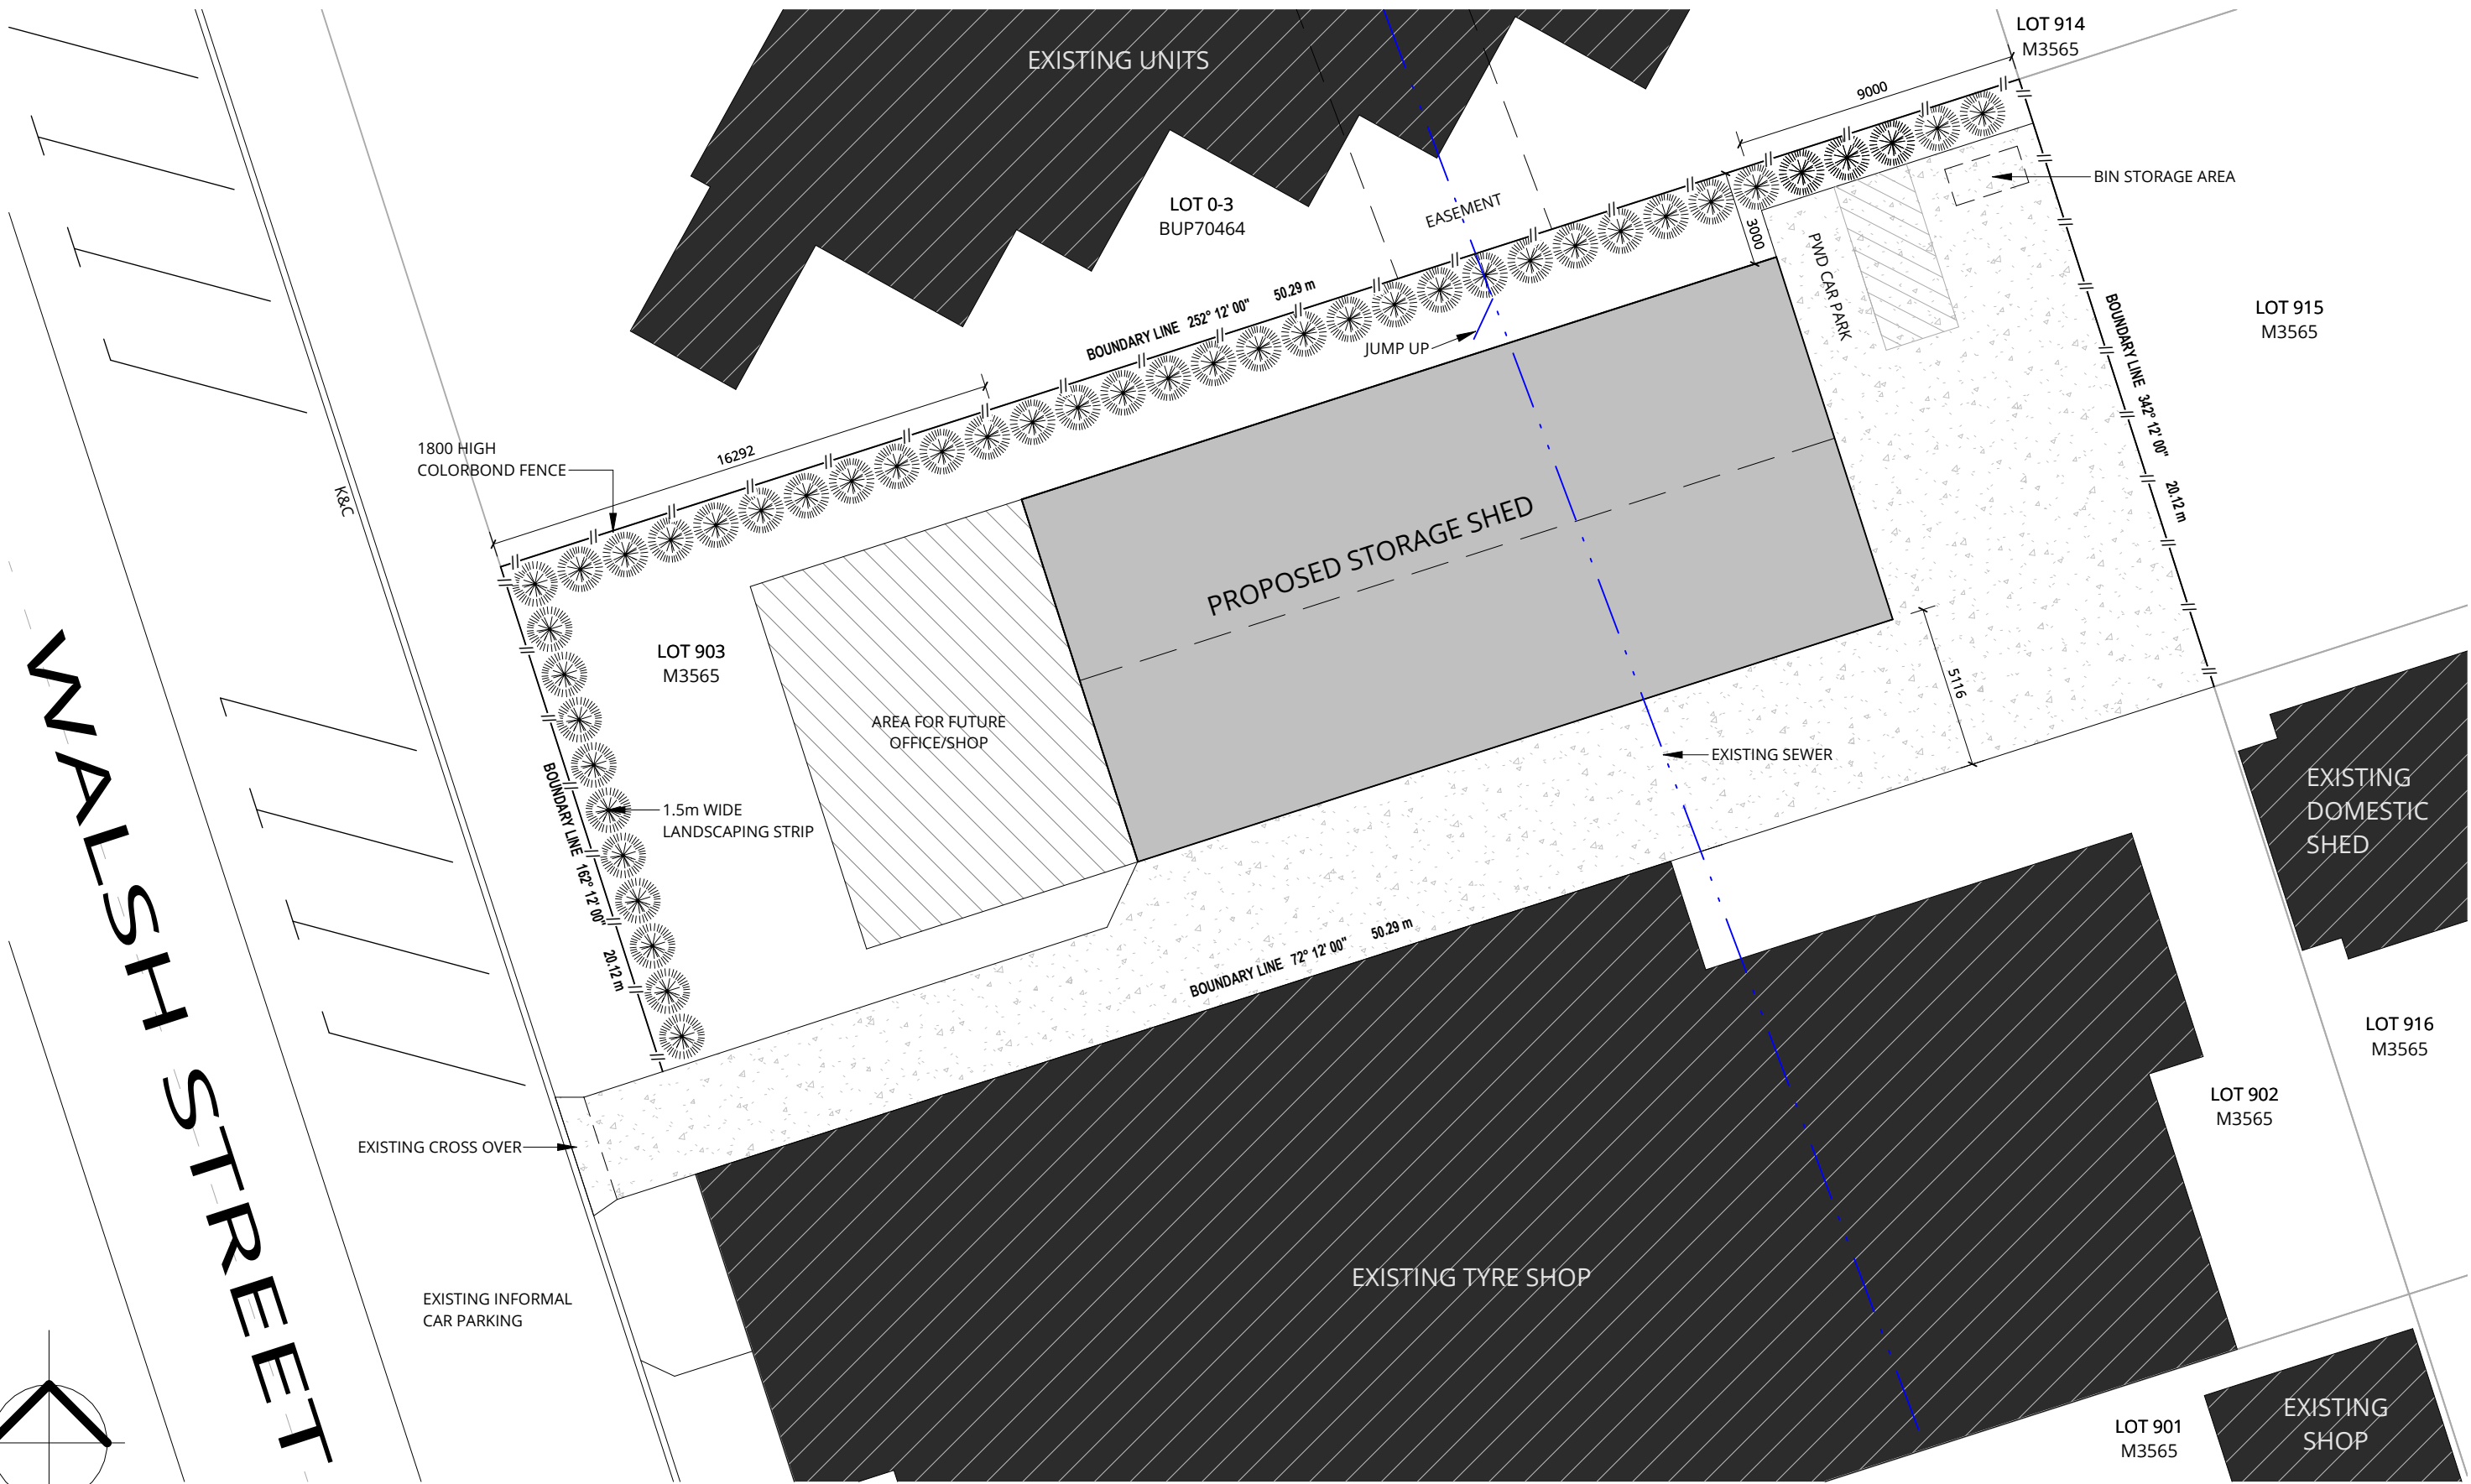 LOT 914
M3565
EXISTING UNITS
9000
BIN STORAGE AREA
LOT 0-3
BUP70464
EASEMENT
3000
PWD CAR PARK
LOT 915
M3565
BOUNDARY LINE 252° 12' 00" 50.29 m
JUMP UP
BOUNDARY LINE 342° 12' 00" 20.12 m
1800 HIGH
COLORBOND FENCE
16292
K&C
PROPOSED STORAGE SHED
LOT 903
M3565
AREA FOR FUTURE
OFFICE/SHOP
5116
EXISTING SEWER
1.5m WIDE
LANDSCAPING STRIP
BOUNDARY LINE 162° 12' 00" 20.12 m
EXISTING
DOMESTIC
SHED
BOUNDARY LINE 72° 12' 00" 50.29 m
WALSH STREET
LOT 916
M3565
LOT 902
M3565
EXISTING CROSS OVER
EXISTING TYRE SHOP
EXISTING INFORMAL
CAR PARKING
LOT 901
M3565
EXISTING
SHOP